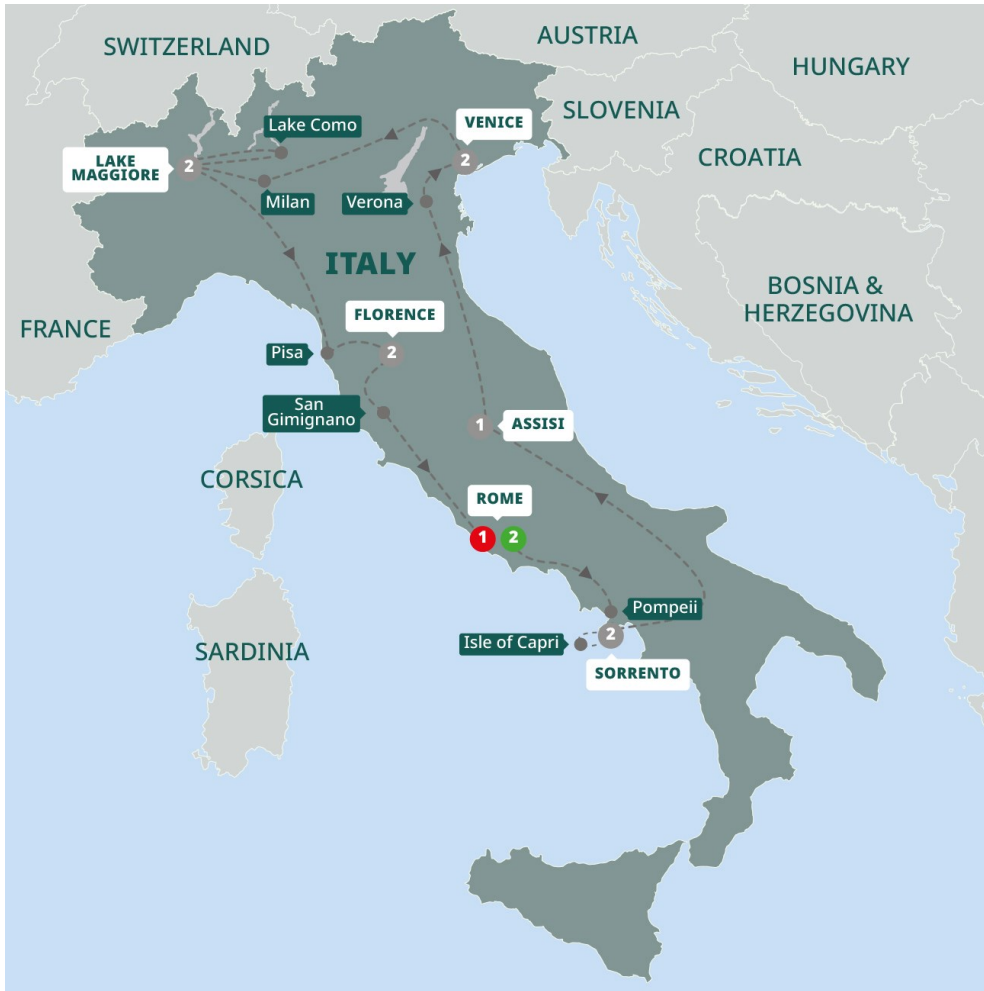 SWITZERLAND
AUSTRIA
HUNGARY
SLOVENIA
CROATIA
BOSNIA &
HERZEGOVINA
FRANCE
Lake Como
VENICE
2
LAKE
MAGGIORE
2
Milan
Verona
ITALY
FLORENCE
2
Pisa
San
Gimignano
1
ASSISI
CORSICA
ROME
1
2
Pompeii
2
Isle of Capri
SORRENTO
SARDINIA